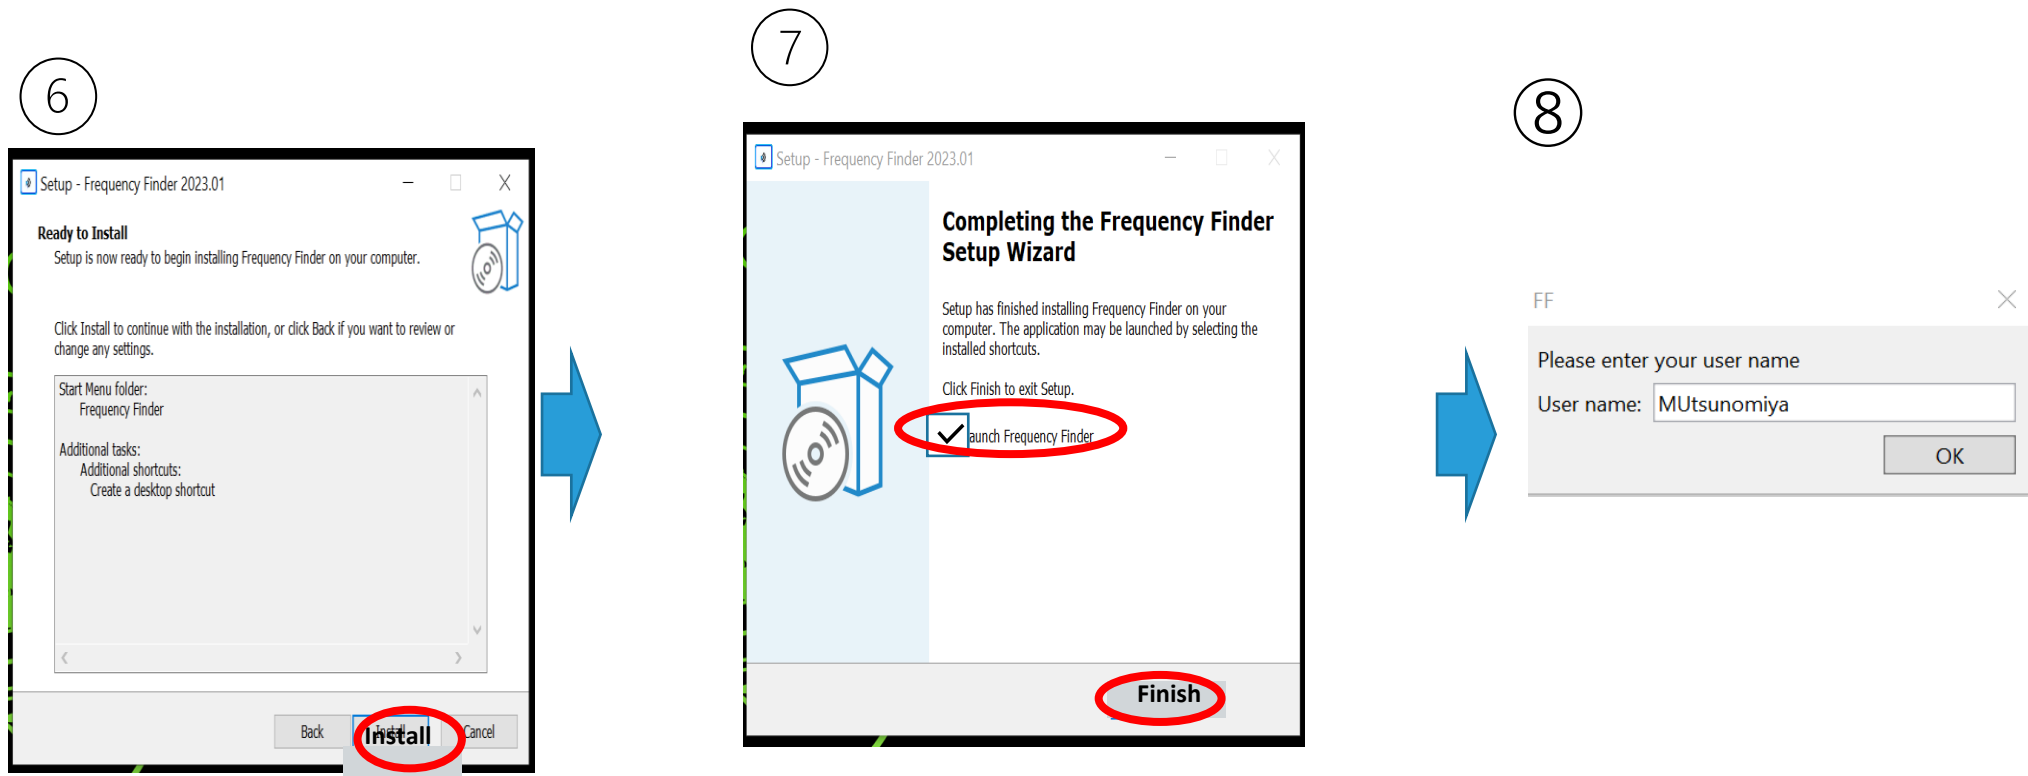 ⑥
Setup - Frequency Finder 2023.01
Ready to Install
Setup is now ready to begin installing Frequency Finder on your computer.
Click Install to continue with the installation, or click Back if you want to review or
change any settings.
Start Menu folder:
Frequency Finder
Additional tasks:
Additional shortcuts:
Create a desktop shortcut
Back
Install
Cancel
⑦
Setup - Frequency Finder 2023.01
Completing the Frequency Finder
Setup Wizard
Setup has finished installing Frequency Finder on your
computer. The application may be launched by selecting the
installed shortcuts.
Click Finish to exit Setup.
aunch Frequency Finder
Finish
⑧
FF
Please enter your user name
User name: MUtsunomiya
OK